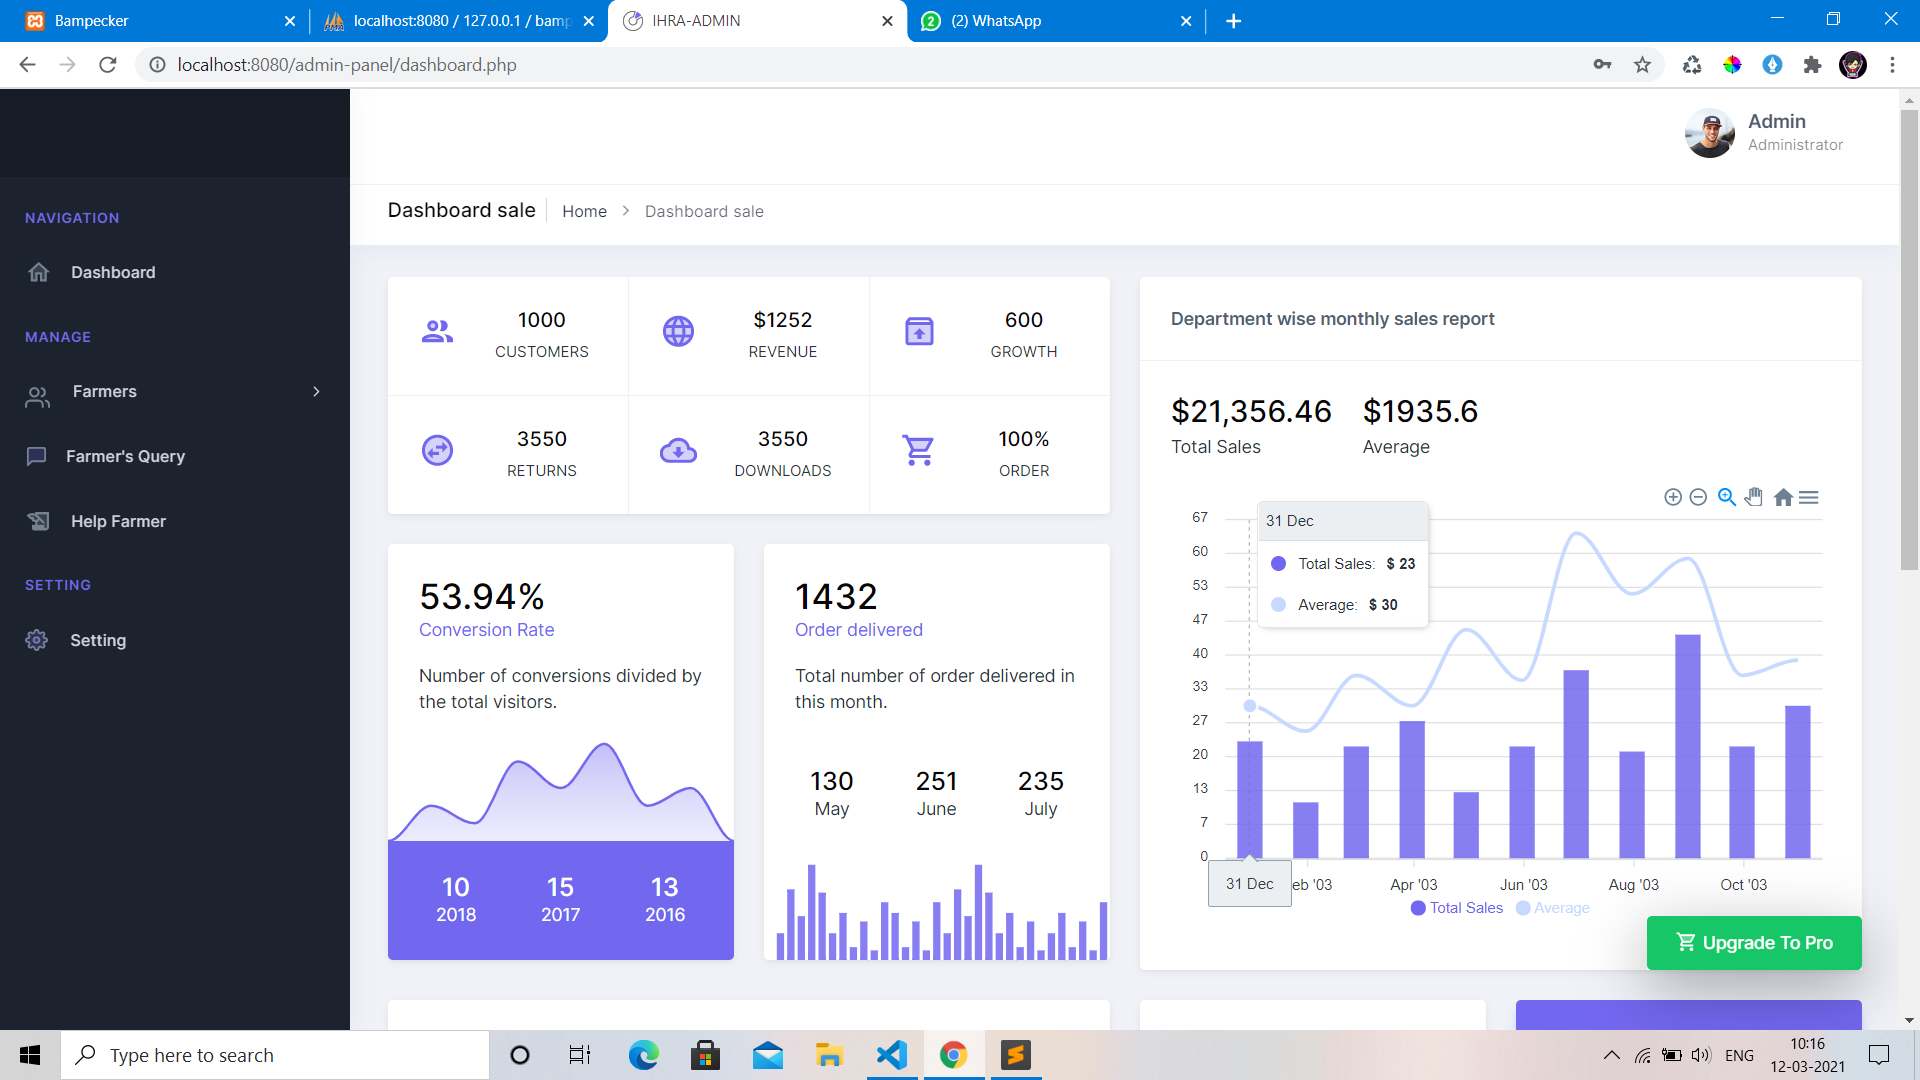 Bampecker
localhost:8080 / 127.0.0.1 / bamp
IHRA-ADMIN
(2) WhatsApp
localhost:8080/admin-panel/dashboard.php
Admin
Administrator
NAVIGATION
Dashboard
MANAGE
Farmers
Farmer's Query
Help Farmer
SETTING
Setting
Dashboard sale
Home > Dashboard sale
1000
CUSTOMERS
$1252
REVENUE
600
GROWTH
3550
RETURNS
3550
DOWNLOADS
100%
ORDER
53.94%
Conversion Rate
Number of conversions divided by
the total visitors.
10
2018
15
2017
13
2016
1432
Order delivered
Total number of order delivered in
this month.
130
May
251
June
235
July
Department wise monthly sales report
$21,356.46
Total Sales
$1935.6
Average
67
60
53
47
40
33
27
20
13
7
0
31 Dec
Total Sales: $ 23
Average: $ 30
31 Dec
eb '03
Apr '03
Jun '03
Aug '03
Oct '03
Total Sales
Average
Upgrade To Pro
Type here to search
ENG
10:16
12-03-2021